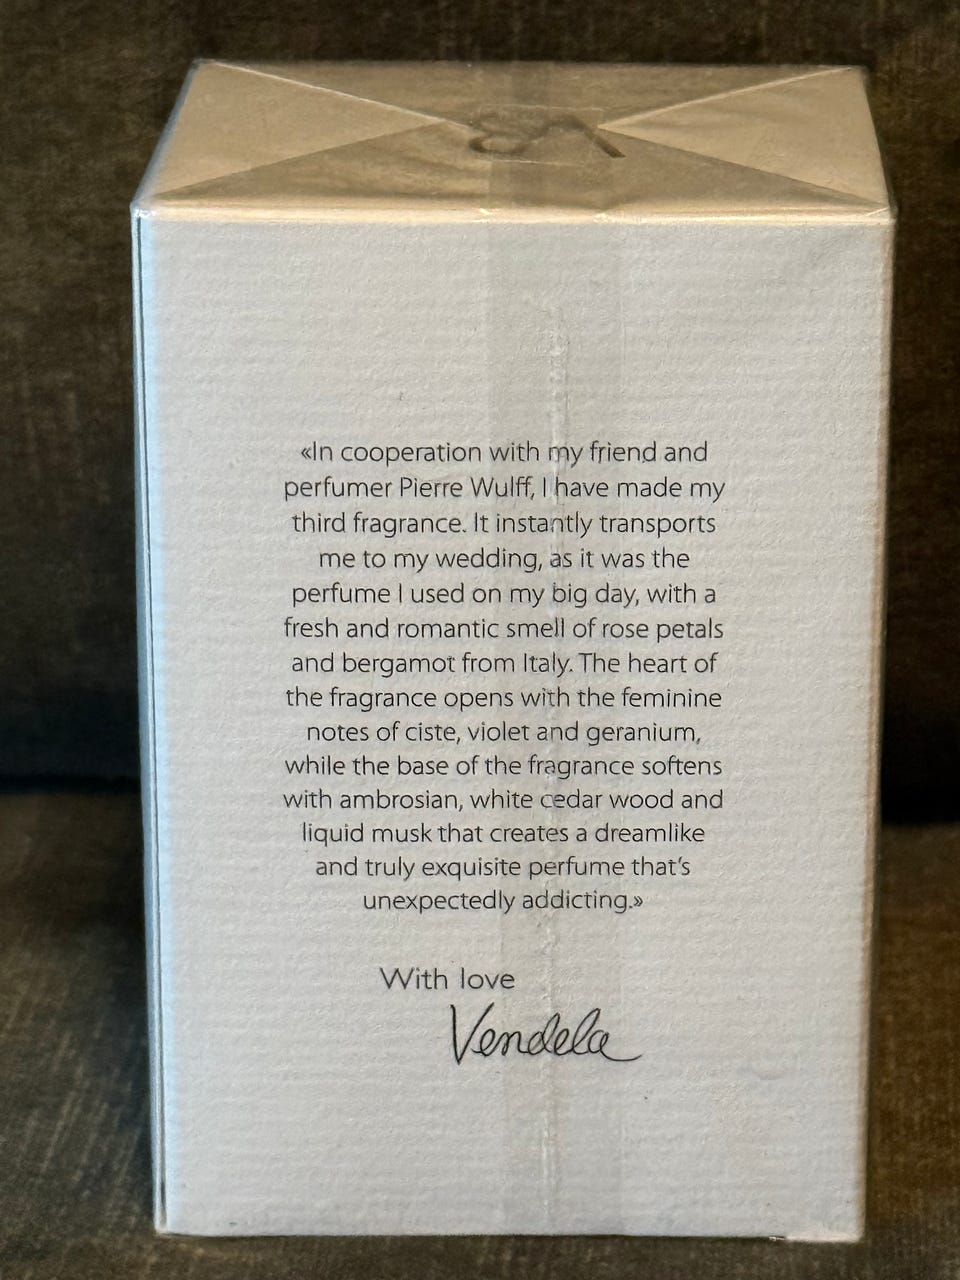 «In cooperation with my friend and
perfumer Pierre Wulff, I have made my
third fragrance. It instantly transports
me to my wedding, as it was the
perfume I used on my big day, with a
fresh and romantic smell of rose petals
and bergamot from Italy. The heart of
the fragrance opens with the feminine
notes of ciste, violet and geranium,
while the base of the fragrance softens
with ambrosian, white cedar wood and
liquid musk that creates a dreamlike
and truly exquisite perfume that's
unexpectedly addicting.»
With love
Vendela